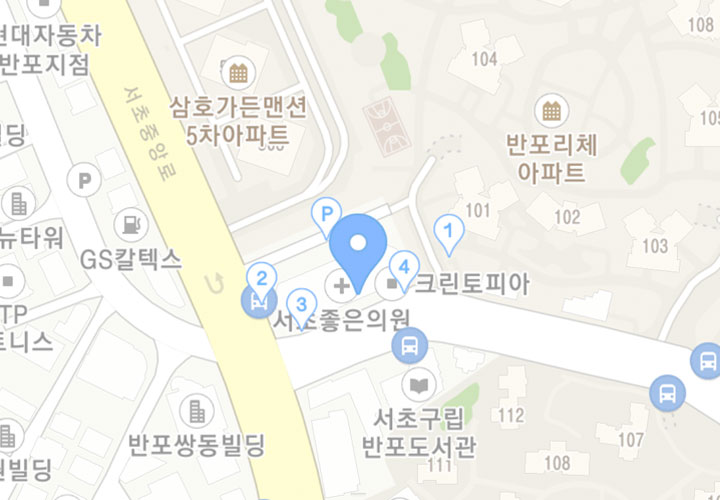 현대자동차
반포지점
108
104
서초중앙로
삼호가든맨션
5차아파트
반포리체
아파트
P
101
102
103
뉴타워
GS칼텍스
P
1
2
3
4
크린토피아
서초좋은의원
TP
반포쌍동빌딩
서초구립
반포도서관
112
107
108
111
빌딩